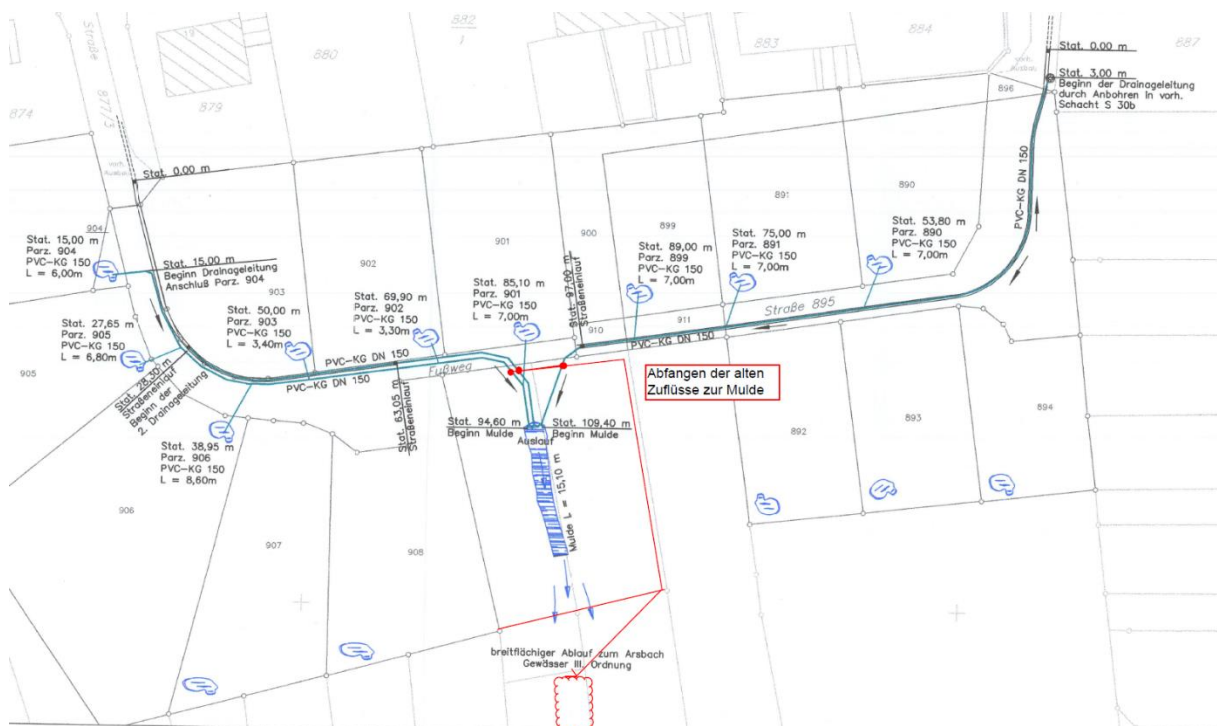 Straße 877/5
882
1
19
880
883
884
887
874
879
vorh.
Ausbau
vorh.
Ausbau
896
Stat. 0.00 m
Stat. 3,00 m
Beginn der Drainageleitung
durch Anbohren in vorh.
Schacht S 30b
Stat. 0.00 m
PVC-KG DN 150
904
Stat. 15,00 m
Parz. 904
PVC-KG 150
L = 6,00m
Stat. 15.00 m
Beginn Drainageleitung
Anschluß Parz. 904
903
902
901
900
899
891
890
Stat. 27,65 m
Parz. 905
PVC-KG 150
L = 6,80m
Stat. 50,00 m
Parz. 903
PVC-KG 150
L = 3,40m
Stat. 69,90 m
Parz. 902
PVC-KG 150
L = 3,30m
Stat. 85,10 m
Parz. 901
PVC-KG 150
L = 7,00m
Stat. 97.00 m
Straßeneinlauf
Stat. 89,00 m
Parz. 899
PVC-KG 150
L = 7,00m
Stat. 75,00 m
Parz. 891
PVC-KG 150
L = 7,00m
Stat. 53,80 m
Parz. 890
PVC-KG 150
L = 7,00m
910
911
Straße 895
PVC-KG DN 150
905
Stat. 28.30 m
Straßeneinlauf
Beginn der
2. Drainageleitung
PVC-KG DN 150
PVC-KG DN 150
Fußweg
Stat. 63,05 m
Straßeneinlauf
Abfangen der alten
Zuflüsse zur Mulde
Stat. 38,95 m
Parz. 906
PVC-KG 150
L = 8,60m
Stat. 94,60 m
Beginn Mulde
Auslauf
Stat. 109,40 m
Beginn Mulde
892
893
894
Mulde L = 15,10 m
906
907
908
breitflächiger Ablauf zum Arsbach
Gewässer III. Ordnung